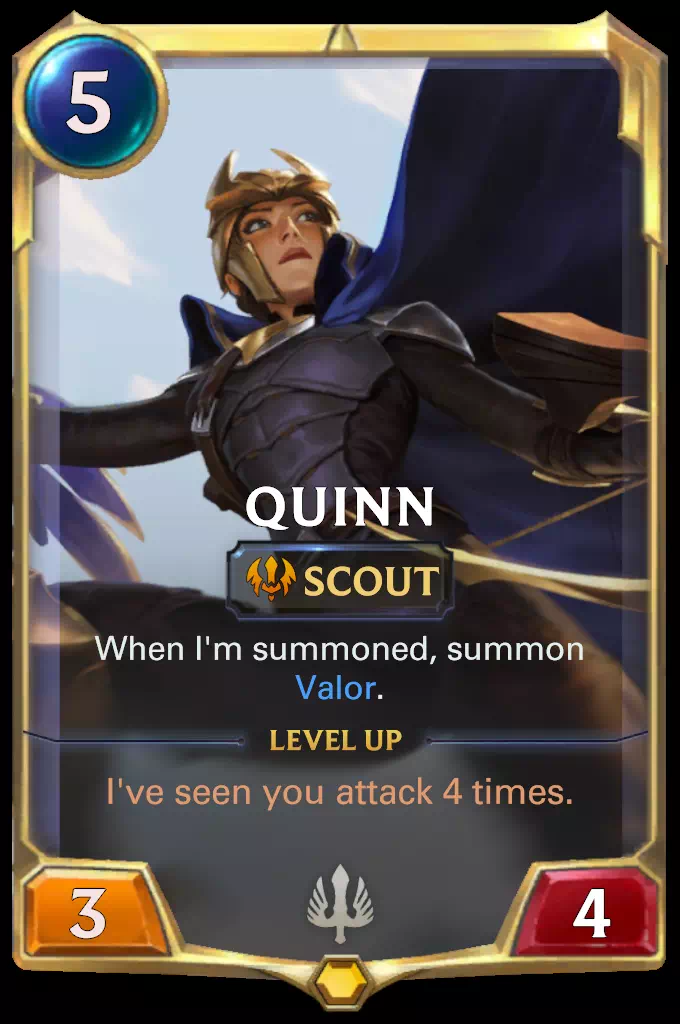 5
QUINN
SCOUT
When I'm summoned, summon
Valor.
LEVEL UP
I've seen you attack 4 times.
3
4